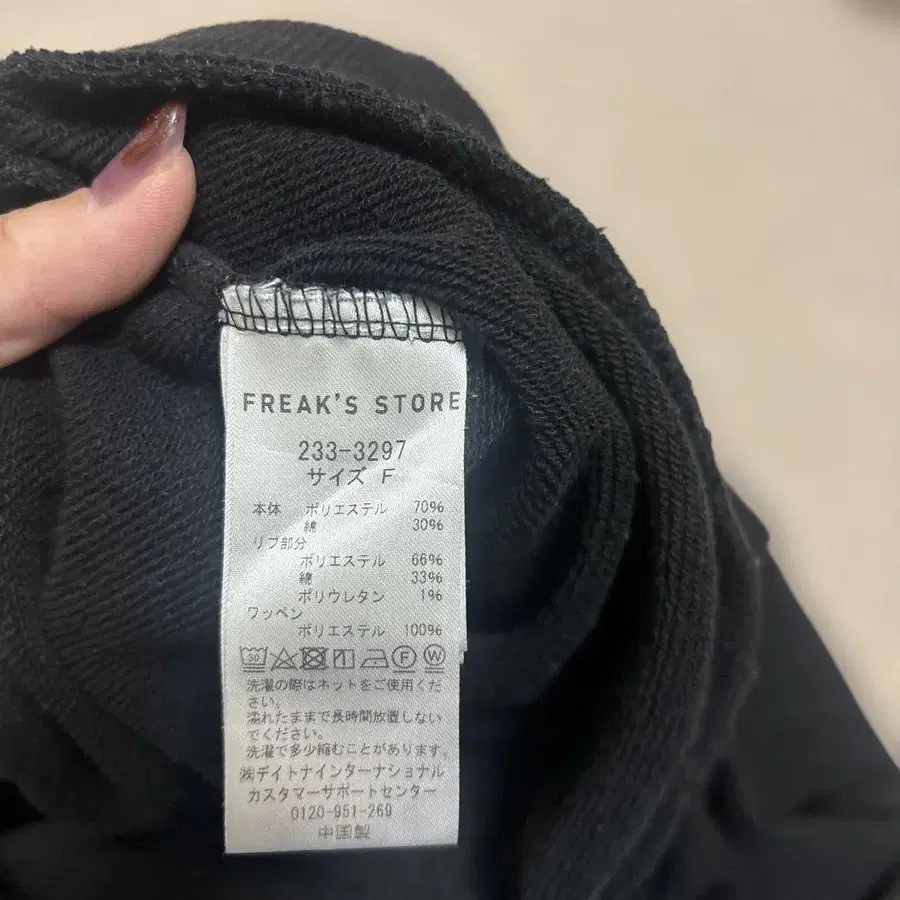 FREAK'S STORE
233-3297
サイズ F
本体 ポリエステル 70%
綿 30%
リブ部分
ポリエステル 66%
綿 33%
ポリウレタン 1%
ワッペン
ポリエステル 100%
30 F W
洗濯の際はネットをご使用くだ
さい。
濡れたままで長時間放置しない
でください。
洗濯で多少縮むことがあります。
㈱デイトナインターナショナル
カスタマーサポートセンター
0120-951-269
中国製